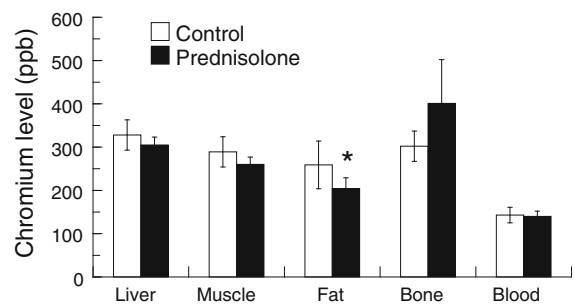 600
500
400
300
200
100
0
Chromium level (ppb)
Control
Prednisolone
*
Liver Muscle Fat Bone Blood